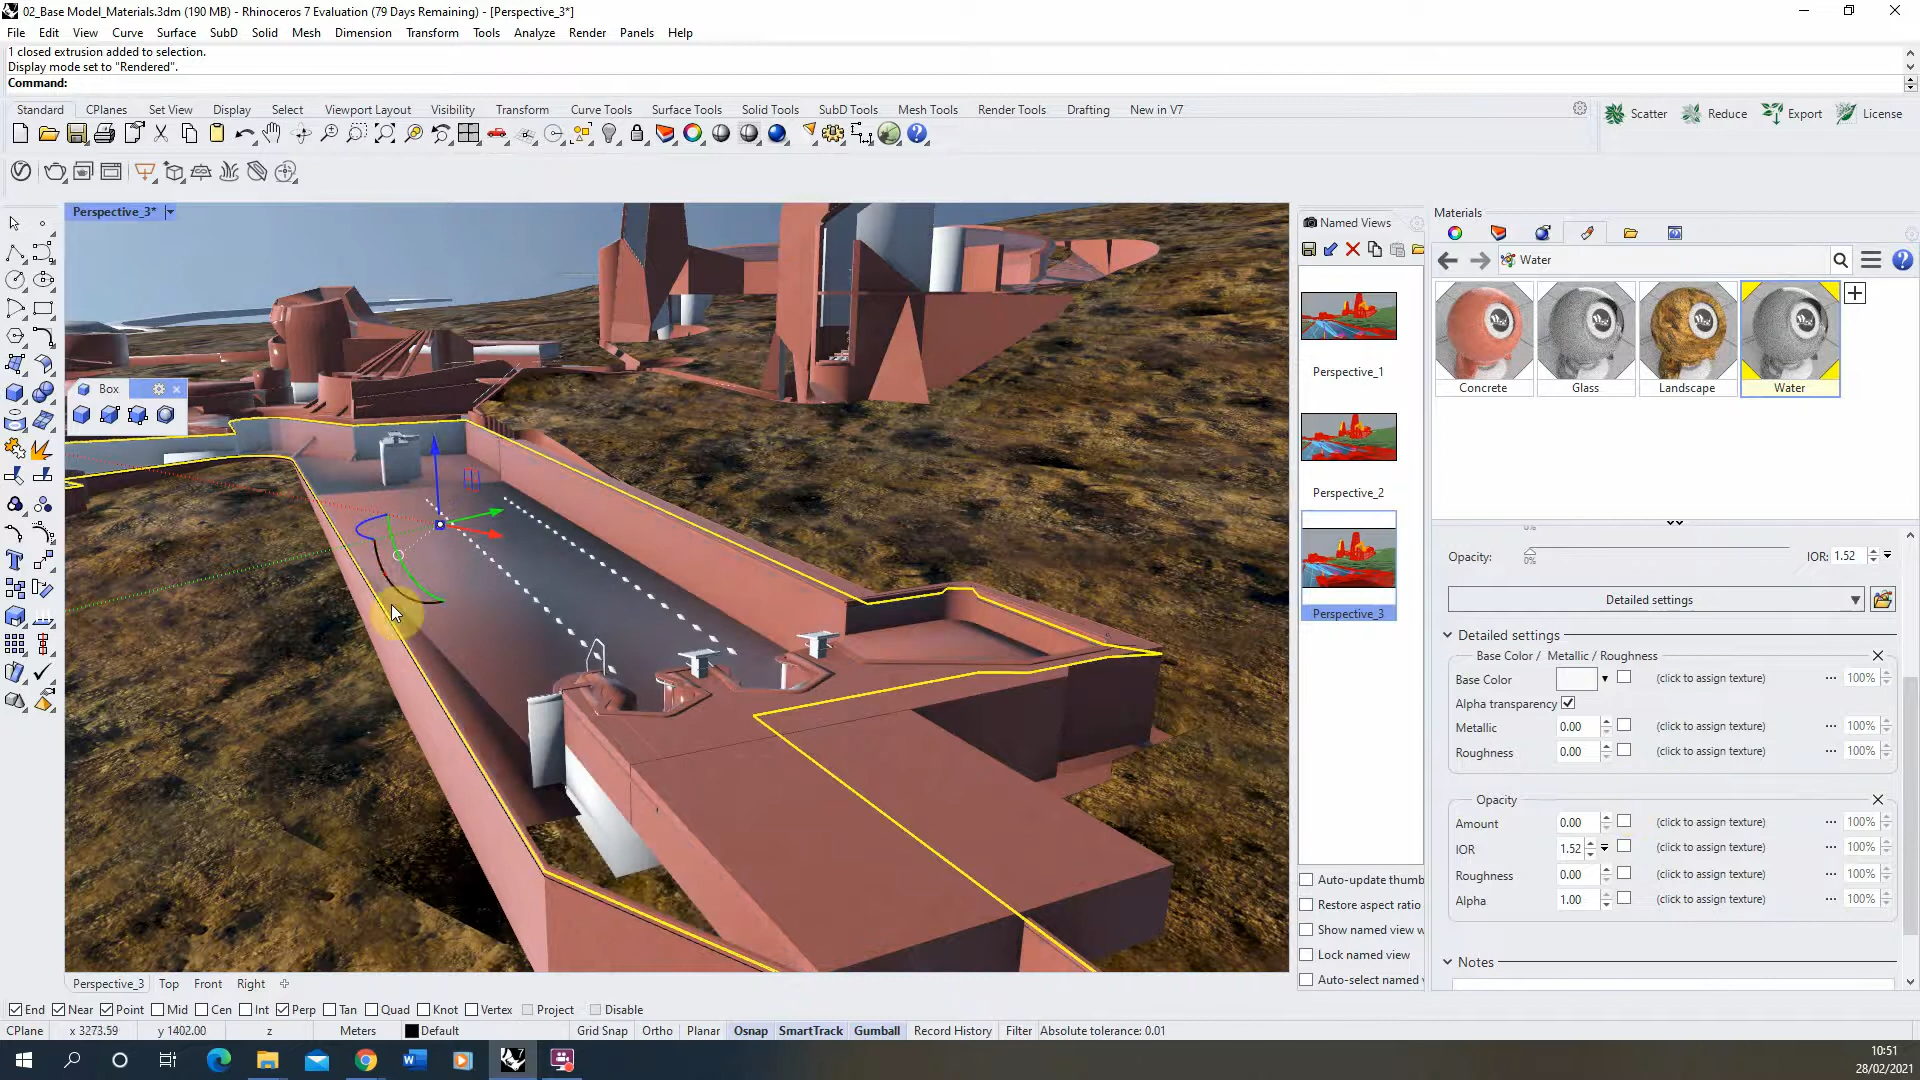 02_Base Model_Materials.3dm (190 MB) - Rhinoceros 7 Evaluation (79 Days Remaining) - [Perspective_3*]
File Edit View Curve Surface SubD Solid Mesh Dimension Transform Tools Analyze Render Panels Help
1 closed extrusion added to selection.
Display mode set to "Rendered".
Command:
Standard CPlanes Set View Display Select Viewport Layout Visibility Transform Curve Tools Surface Tools Solid Tools SubD Tools Mesh Tools Render Tools Drafting New in V7
Scatter Reduce Export License
Perspective_3*
Box
Named Views
Perspective_1
Perspective_2
Perspective_3
Auto-update thumb
Restore aspect ratio
Show named view w
Lock named view
Auto-select named
Materials
Water
Concrete Glass Landscape Water
0%
Opacity: 0% IOR: 1.52
Detailed settings
Detailed settings
Base Color / Metallic / Roughness
Base Color (click to assign texture) 100%
Alpha transparency
Metallic 0.00 (click to assign texture) 100%
Roughness 0.00 (click to assign texture) 100%
Opacity
Amount 0.00 (click to assign texture) 100%
IOR 1.52 (click to assign texture) 100%
Roughness 0.00 (click to assign texture) 100%
Alpha 1.00 (click to assign texture) 100%
Notes
Perspective_3 Top Front Right
End Near Point Mid Cen Int Perp Tan Quad Knot Vertex Project Disable
CPlane x 3273.59 y 1402.00 z Meters Default Grid Snap Ortho Planar Osnap SmartTrack Gumball Record History Filter Absolute tolerance: 0.01
10:51
28/02/2021